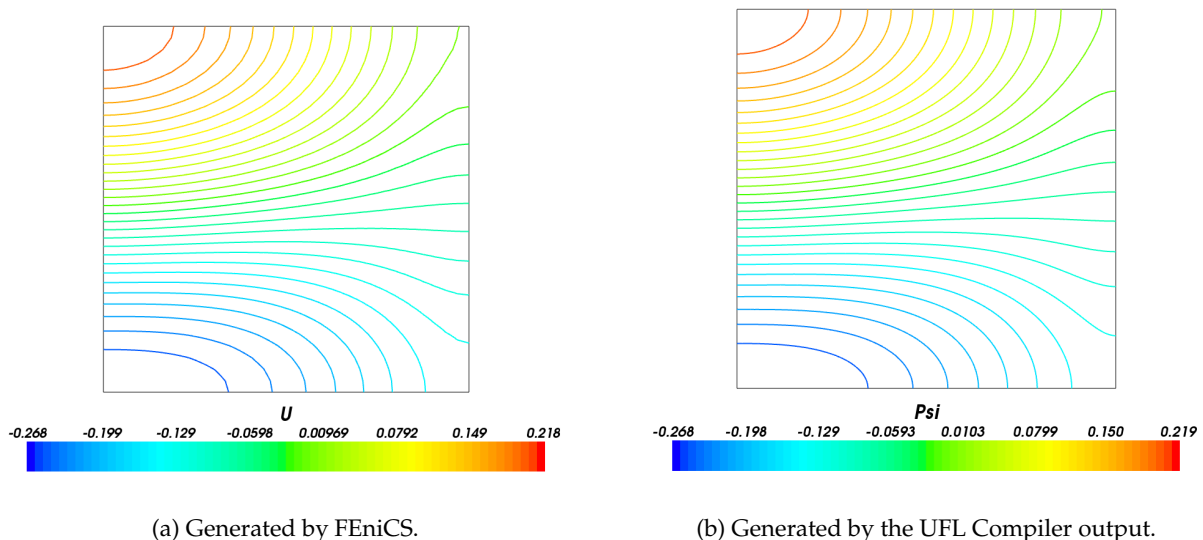 U
-0.268 -0.199 -0.129 -0.0598 0.00969 0.0792 0.149 0.218
(a) Generated by FEniCS.
Psi
-0.268 -0.198 -0.129 -0.0593 0.0103 0.0799 0.150 0.219
(b) Generated by the UFL Compiler output.